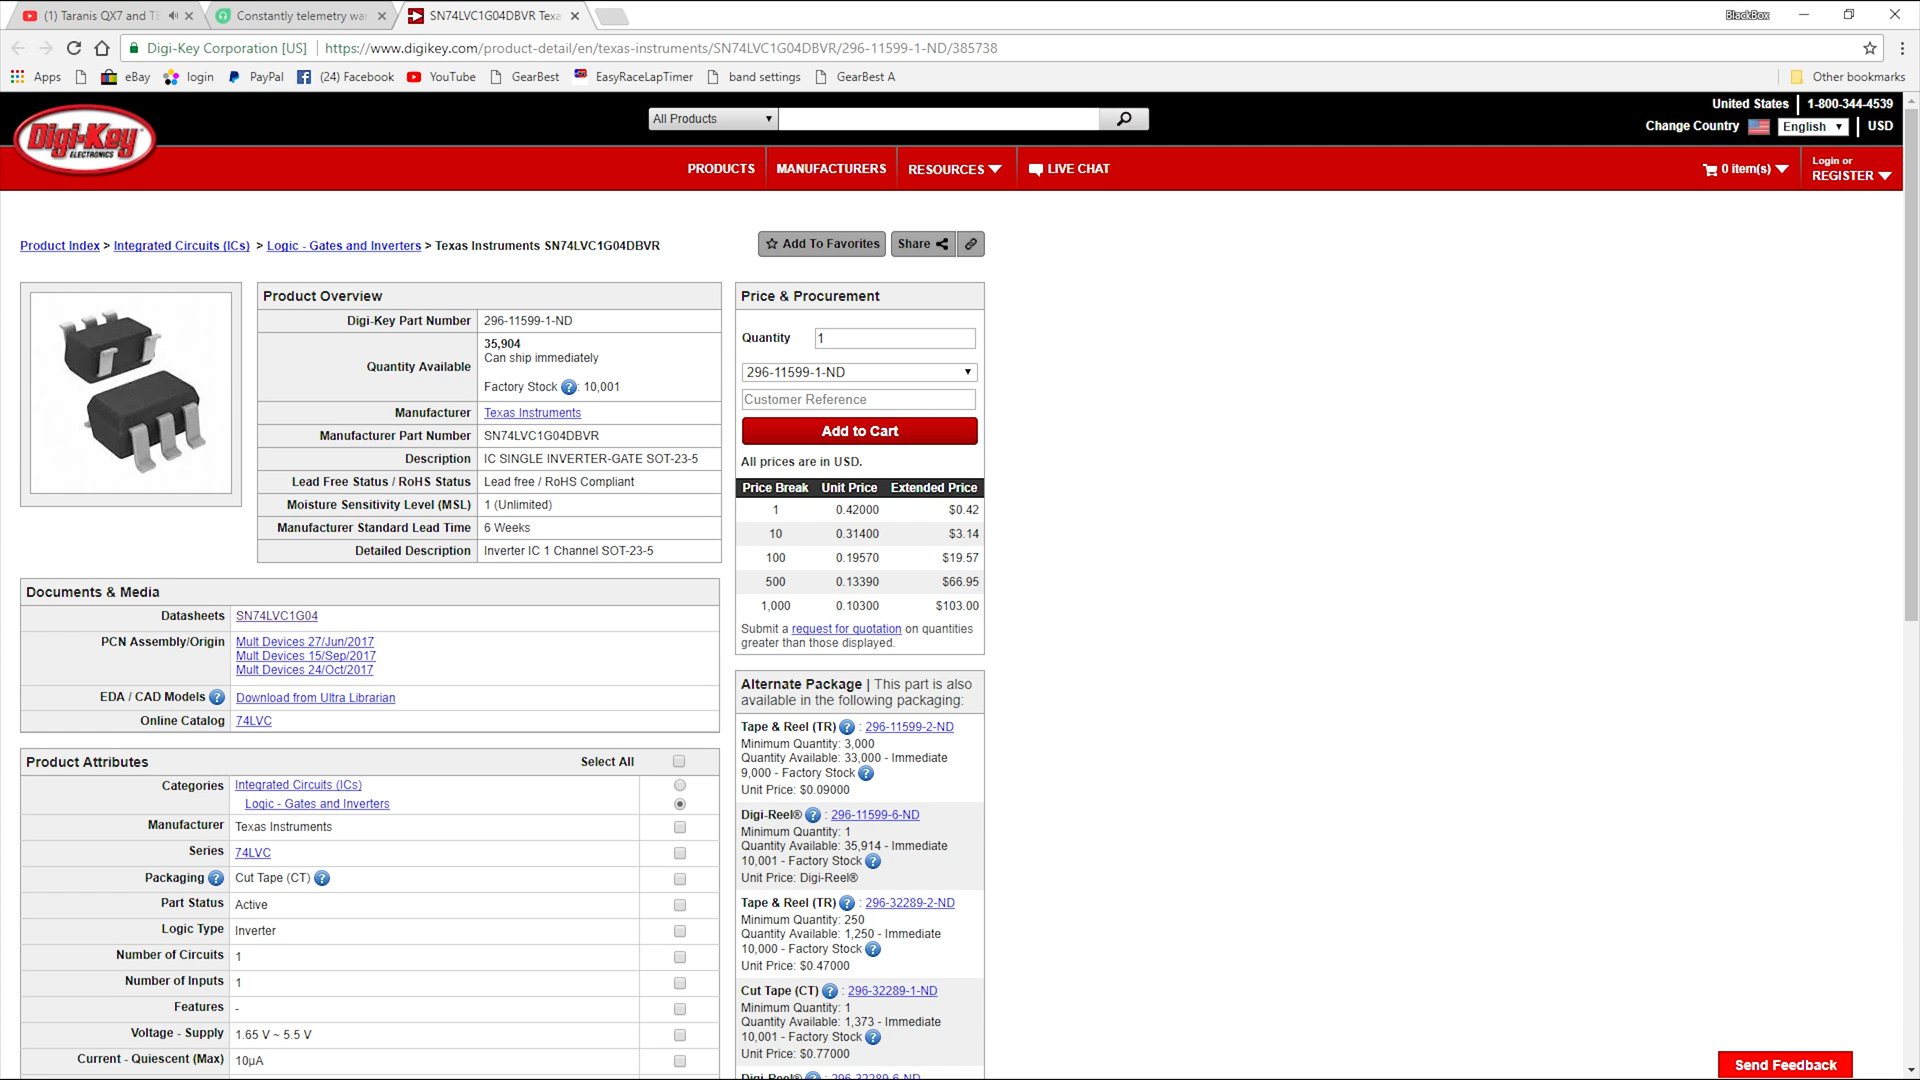 (1) Taranis QX7 and TE
Constantly telemetry war
SN74LVC1G04DBVR Texa
BlackBox
Digi-Key Corporation [US]
https://www.digikey.com/product-detail/en/texas-instruments/SN74LVC1G04DBVR/296-11599-1-ND/385738
Apps
eBay
login
PayPal
(24) Facebook
YouTube
GearBest
EasyRaceLapTimer
band settings
GearBest A
Other bookmarks
Digi-Key
ELECTRONICS
All Products
United States
1-800-344-4539
Change Country
English
USD
PRODUCTS
MANUFACTURERS
RESOURCES
LIVE CHAT
0 item(s)
Login or
REGISTER
Product Index > Integrated Circuits (ICs) > Logic - Gates and Inverters > Texas Instruments SN74LVC1G04DBVR
Add To Favorites
Share
Product Overview
Digi-Key Part Number 296-11599-1-ND
Quantity Available
35,904
Can ship immediately
Factory Stock ? : 10,001
Manufacturer Texas Instruments
Manufacturer Part Number SN74LVC1G04DBVR
Description IC SINGLE INVERTER-GATE SOT-23-5
Lead Free Status / RoHS Status Lead free / RoHS Compliant
Moisture Sensitivity Level (MSL) 1 (Unlimited)
Manufacturer Standard Lead Time 6 Weeks
Detailed Description Inverter IC 1 Channel SOT-23-5
Documents & Media
Datasheets SN74LVC1G04
PCN Assembly/Origin Mult Devices 27/Jun/2017
Mult Devices 15/Sep/2017
Mult Devices 24/Oct/2017
EDA / CAD Models ? Download from Ultra Librarian
Online Catalog 74LVC
Product Attributes Select All
Categories Integrated Circuits (ICs)
Logic - Gates and Inverters
Manufacturer Texas Instruments
Series 74LVC
Packaging ? Cut Tape (CT) ?
Part Status Active
Logic Type Inverter
Number of Circuits 1
Number of Inputs 1
Features -
Voltage - Supply 1.65 V ~ 5.5 V
Current - Quiescent (Max) 10µA
Price & Procurement
Quantity 1
296-11599-1-ND
Customer Reference
Add to Cart
All prices are in USD.
Price Break Unit Price Extended Price
1 0.42000 $0.42
10 0.31400 $3.14
100 0.19570 $19.57
500 0.13390 $66.95
1,000 0.10300 $103.00
Submit a request for quotation on quantities
greater than those displayed.
Alternate Package | This part is also
available in the following packaging:
Tape & Reel (TR) ? : 296-11599-2-ND
Minimum Quantity: 3,000
Quantity Available: 33,000 - Immediate
9,000 - Factory Stock ?
Unit Price: $0.09000
Digi-Reel® ? : 296-11599-6-ND
Minimum Quantity: 1
Quantity Available: 35,914 - Immediate
10,001 - Factory Stock ?
Unit Price: Digi-Reel®
Tape & Reel (TR) ? : 296-32289-2-ND
Minimum Quantity: 250
Quantity Available: 1,250 - Immediate
10,000 - Factory Stock ?
Unit Price: $0.47000
Cut Tape (CT) ? : 296-32289-1-ND
Minimum Quantity: 1
Quantity Available: 1,373 - Immediate
10,001 - Factory Stock ?
Unit Price: $0.77000
Digi-Reel® ? : 296-32289-6-ND
Send Feedback